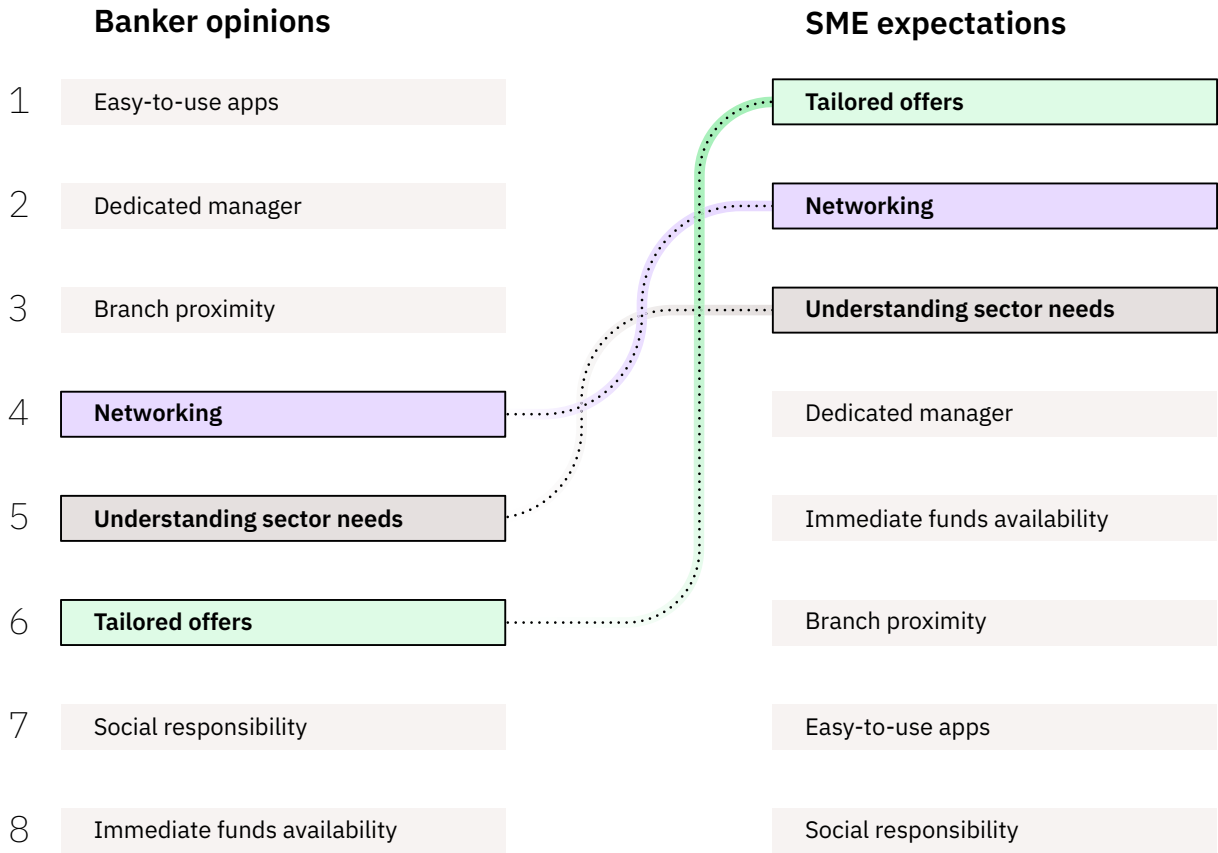 Banker opinions
SME expectations
1
Easy-to-use apps
Tailored offers
2
Dedicated manager
Networking
3
Branch proximity
Understanding sector needs
4
Networking
Dedicated manager
5
Understanding sector needs
Immediate funds availability
6
Tailored offers
Branch proximity
7
Social responsibility
Easy-to-use apps
8
Immediate funds availability
Social responsibility